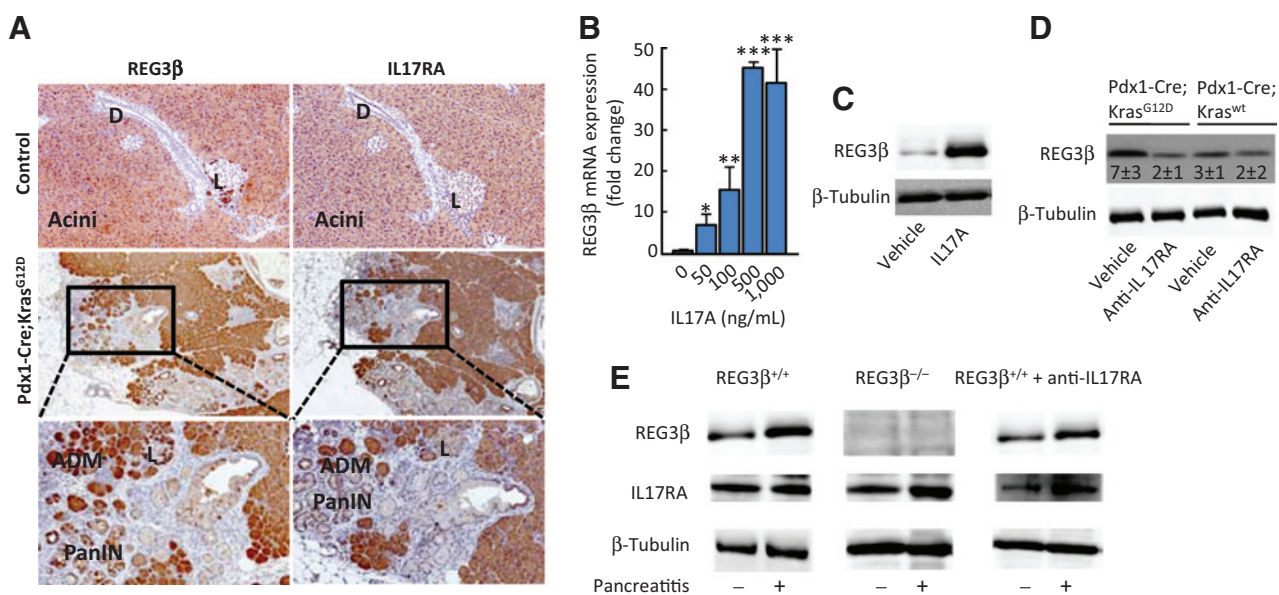 A
REG3β
IL17RA
Control
D
L
Acini
D
L
Acini
Pdx1-Cre;Kras^G12D
ADM
L
PanIN
ADM
L
PanIN
B
REG3β mRNA expression
(fold change)
50
40
30
20
10
0
*
**
***
***
0
50
100
500
1,000
IL17A (ng/mL)
C
REG3β
β-Tubulin
Vehicle
IL17A
D
Pdx1-Cre; Pdx1-Cre;
Kras^G12D Kras^wt
REG3β
7±3 2±1 3±1 2±2
β-Tubulin
Vehicle
Anti-IL 17RA
Vehicle
Anti-IL17RA
E
REG3β+/+ REG3β−/− REG3β+/+ + anti-IL17RA
REG3β
IL17RA
β-Tubulin
Pancreatitis − + − + − +